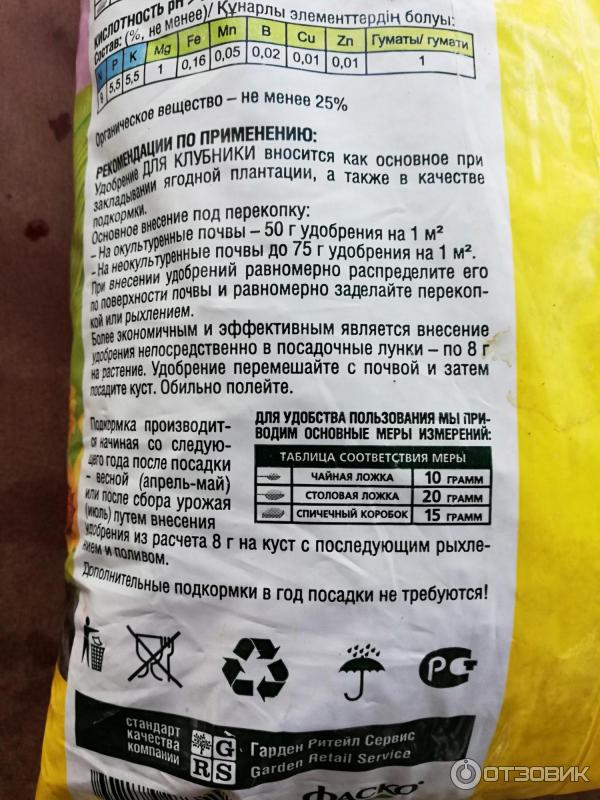 КИСЛОТНОСТЬ pH
Состав: (%, не менее)/ Құнарлы элементтердің болуы:
N P K Mg Fe Mn B Cu Zn Гуматы/ гумати
9 5,5 5,5 1 0,16 0,05 0,02 0,01 0,01 1
Органическое вещество – не менее 25%
РЕКОМЕНДАЦИИ ПО ПРИМЕНЕНИЮ:
Удобрение ДЛЯ КЛУБНИКИ вносится как основное при
закладывании ягодной плантации, а также в качестве
подкормки.
Основное внесение под перекопку:
– На окультуренные почвы – 50 г удобрения на 1 м²
– На неокультуренные почвы до 75 г удобрения на 1 м².
При внесении удобрений равномерно распределите его
по поверхности почвы и равномерно заделайте перекоп-
кой или рыхлением.
Более экономичным и эффективным является внесение
удобрения непосредственно в посадочные лунки – по 8 г
на растение. Удобрение перемешайте с почвой и затем
посадите куст. Обильно полейте.
Подкормка производит-
ся начиная со следую-
щего года после посадки
– весной (апрель-май)
или после сбора урожая
(июль) путем внесения
удобрения из расчета 8 г на куст с последующим рыхле-
нием и поливом.
Дополнительные подкормки в год посадки не требуются!
ДЛЯ УДОБСТВА ПОЛЬЗОВАНИЯ МЫ ПРИ-
ВОДИМ ОСНОВНЫЕ МЕРЫ ИЗМЕРЕНИЙ:
ТАБЛИЦА СООТВЕТСТВИЯ МЕРЫ
ЧАЙНАЯ ЛОЖКА 10 ГРАММ
СТОЛОВАЯ ЛОЖКА 20 ГРАММ
СПИЧЕЧНЫЙ КОРОБОК 15 ГРАММ
РСТ
стандарт
качества
компании
GRS
Гарден Ритейл Сервис
Garden Retail Service
ФАСКО
ОТЗОВИК